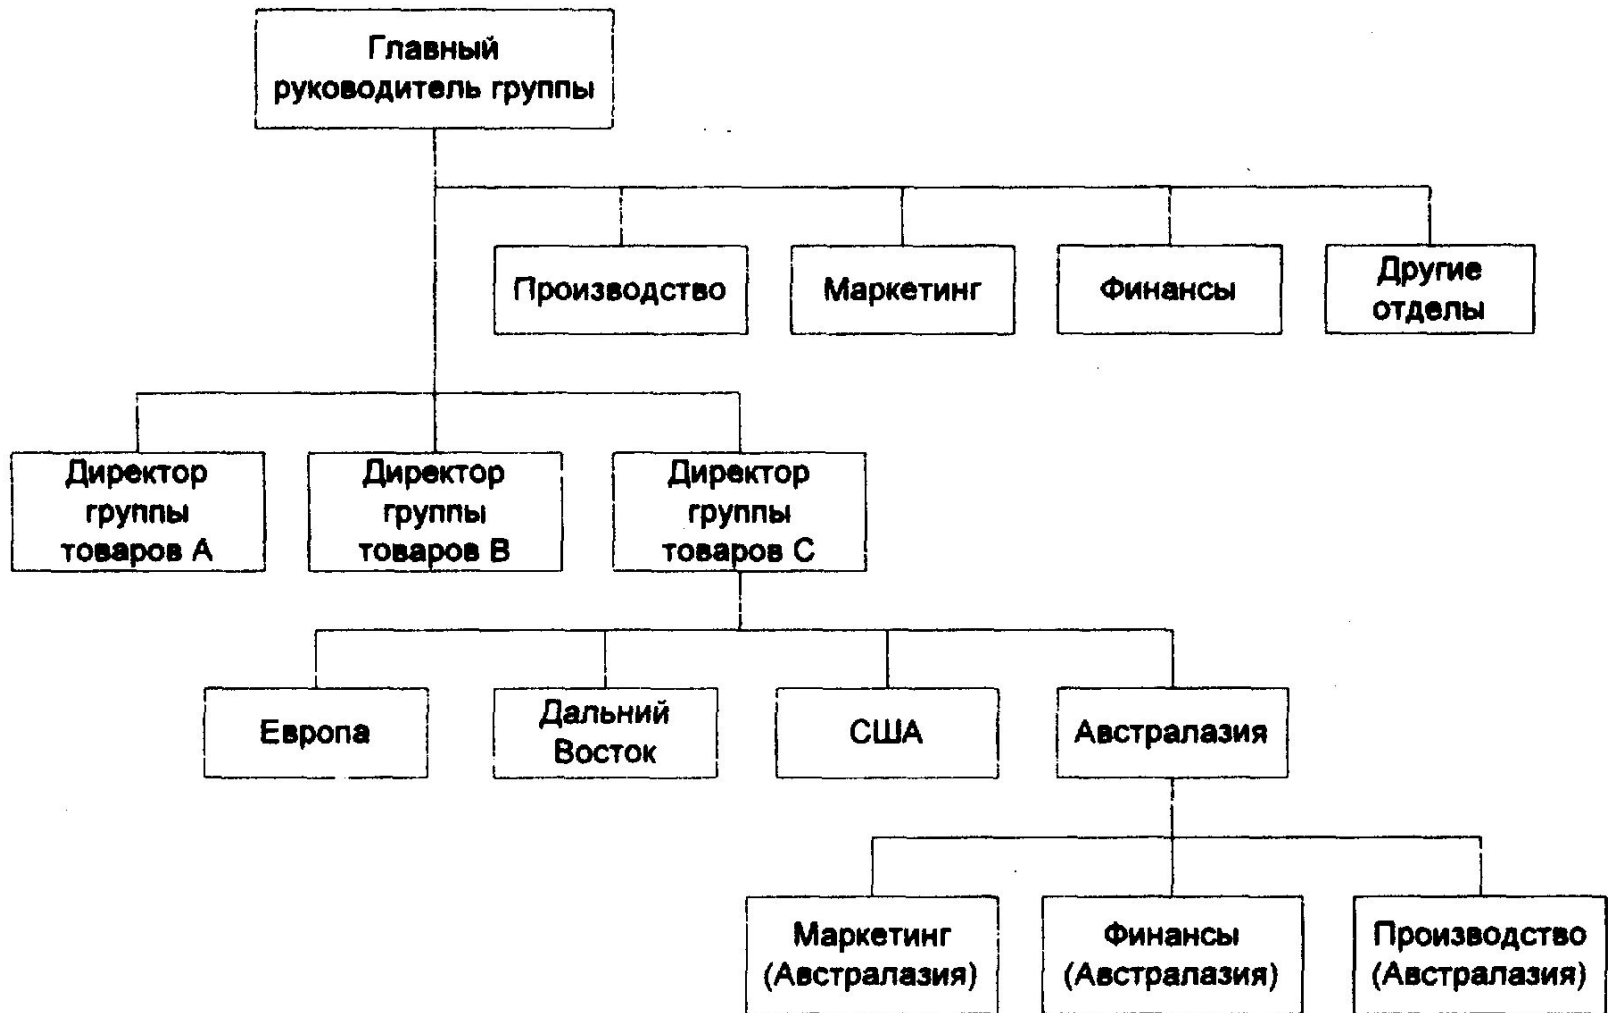 Главный
руководитель группы
Производство
Маркетинг
Финансы
Другие
отделы
Директор
группы
товаров А
Директор
группы
товаров В
Директор
группы
товаров С
Европа
Дальний
Восток
США
Австралазия
Маркетинг
(Австралазия)
Финансы
(Австралазия)
Производство
(Австралазия)